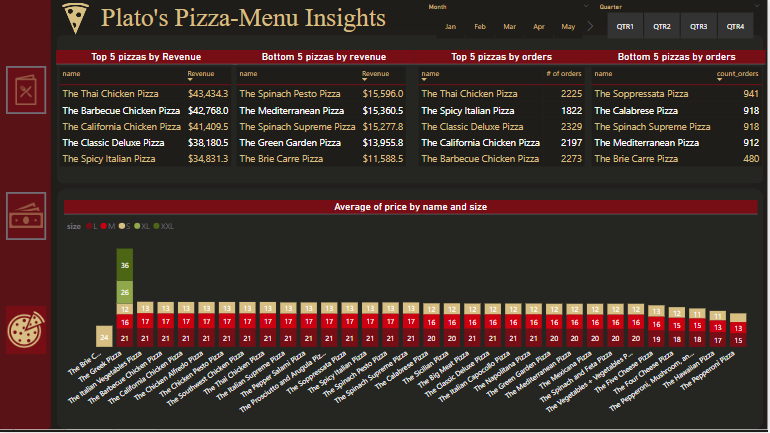 Plato's Pizza-Menu Insights
Month
Jan Feb Mar Apr May
Quarter
QTR1 QTR2 QTR3 QTR4
Top 5 pizzas by Revenue
name Revenue
The Thai Chicken Pizza $43,434.3
The Barbecue Chicken Pizza $42,768.0
The California Chicken Pizza $41,409.5
The Classic Deluxe Pizza $38,180.5
The Spicy Italian Pizza $34,831.3
Bottom 5 pizzas by revenue
name Revenue
The Spinach Pesto Pizza $15,596.0
The Mediterranean Pizza $15,360.5
The Spinach Supreme Pizza $15,277.8
The Green Garden Pizza $13,955.8
The Brie Carre Pizza $11,588.5
Top 5 pizzas by orders
name # of orders
The Thai Chicken Pizza 2225
The Spicy Italian Pizza 1822
The Classic Deluxe Pizza 2329
The California Chicken Pizza 2197
The Barbecue Chicken Pizza 2273
Bottom 5 pizzas by orders
name count_orders
The Soppressata Pizza 941
The Calabrese Pizza 918
The Spinach Supreme Pizza 918
The Mediterranean Pizza 912
The Brie Carre Pizza 480
Average of price by name and size
size L M S XL XXL
36
26
12 13 13 13 13 13 13 13 13 13 13 13 13 13 12 12 12 12 12 12 12 12 12 12 12 12 11 11
24 16 17 17 17 17 17 17 17 17 17 17 17 17 17 16 16 16 16 16 16 16 16 16 16 16 15 15 13 13
21 21 21 21 21 21 21 21 21 21 21 21 21 21 20 20 21 21 20 21 20 20 20 20 20 19 18 18 17 15
The Brie C...
The Greek Pizza
The Italian Vegetables Pizza
The Barbecue Chicken Pizza
The California Chicken Pizza
The Chicken Alfredo Pizza
The Chicken Pesto Pizza
The Southwest Chicken Pizza
The Thai Chicken Pizza
The Italian Supreme Pizza
The Pepper Salami Pizza
The Prosciutto and Arugula Piz...
The Soppressata Pizza
The Spicy Italian Pizza
The Spinach Pesto Pizza
The Spinach Supreme Pizza
The Calabrese Pizza
The Sicilian Pizza
The Big Meat Pizza
The Classic Deluxe Pizza
The Italian Capocollo Pizza
The Napolitana Pizza
The Green Garden Pizza
The Mediterranean Pizza
The Mexicana Pizza
The Spinach and Feta Pizza
The Vegetables + Vegetables P...
The Five Cheese Pizza
The Four Cheese Pizza
The Pepperoni, Mushroom, an...
The Hawaiian Pizza
The Pepperoni Pizza